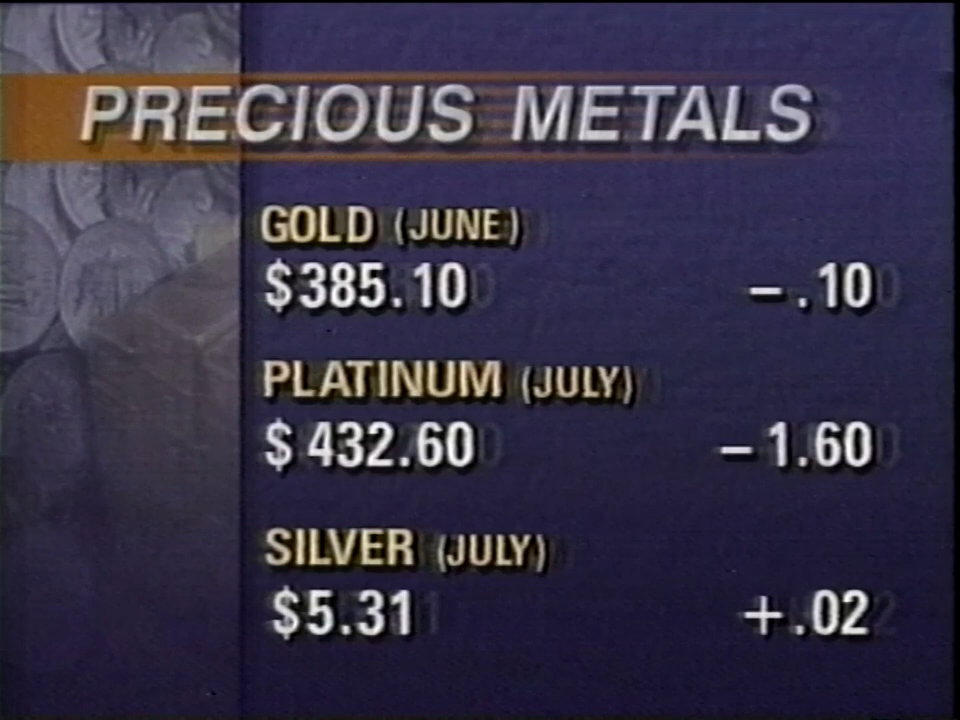 PRECIOUS METALS
GOLD (JUNE)
$385.10 –.10
PLATINUM (JULY)
$432.60 –1.60
SILVER (JULY)
$5.31 +.02